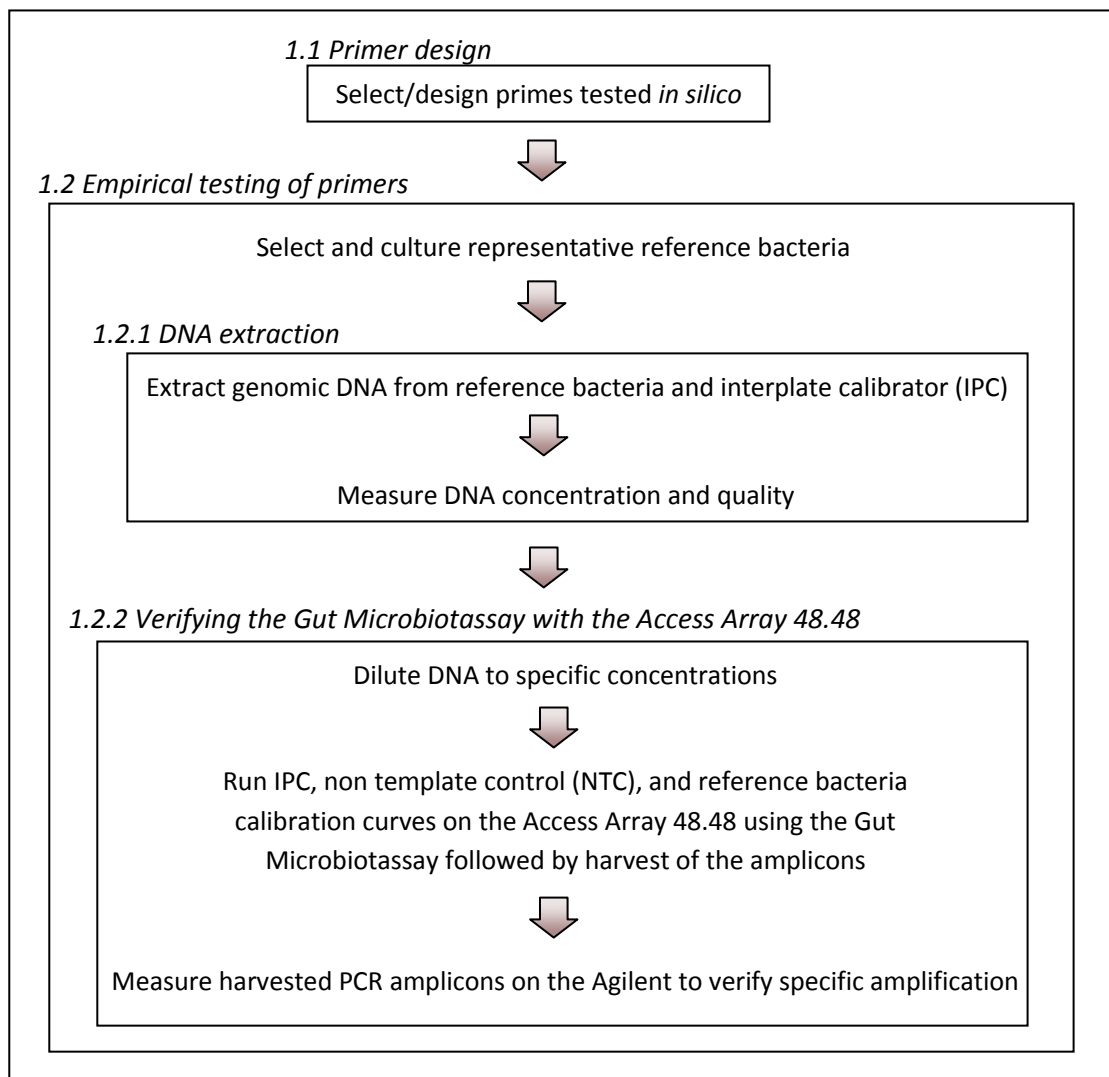 1.1 Primer design
Select/design primes tested in silico
1.2 Empirical testing of primers
Select and culture representative reference bacteria
1.2.1 DNA extraction
Extract genomic DNA from reference bacteria and interplate calibrator (IPC)
Measure DNA concentration and quality
1.2.2 Verifying the Gut Microbiotassay with the Access Array 48.48
Dilute DNA to specific concentrations
Run IPC, non template control (NTC), and reference bacteria
calibration curves on the Access Array 48.48 using the Gut
Microbiotassay followed by harvest of the amplicons
Measure harvested PCR amplicons on the Agilent to verify specific amplification